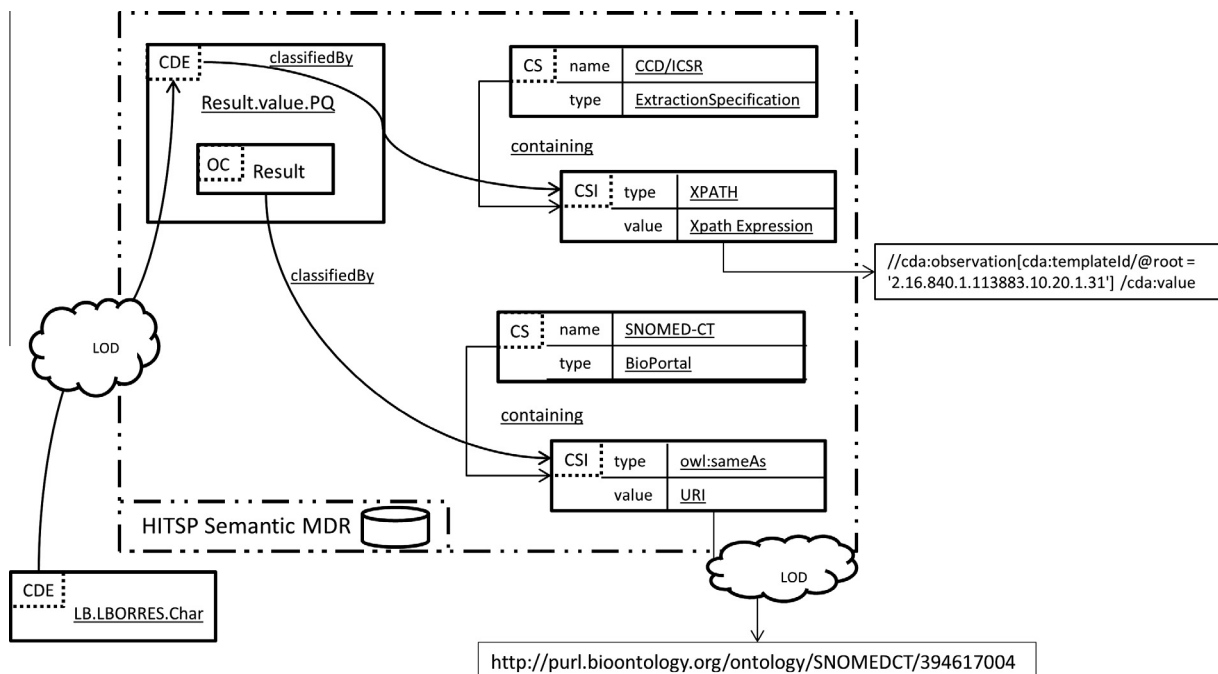 CDE
classifiedBy
Result.value.PQ
OC
Result
CS
name
CCD/ICSR
type
ExtractionSpecification
containing
CSI
type
XPATH
value
Xpath Expression
//cda:observation[cda:templateId/@root =
'2.16.840.1.113883.10.20.1.31'] /cda:value
classifiedBy
LOD
CS
name
SNOMED-CT
type
BioPortal
containing
CSI
type
owl:sameAs
value
URI
HITSP Semantic MDR
LOD
CDE
LB.LBORRES.Char
http://purl.bioontology.org/ontology/SNOMEDCT/394617004